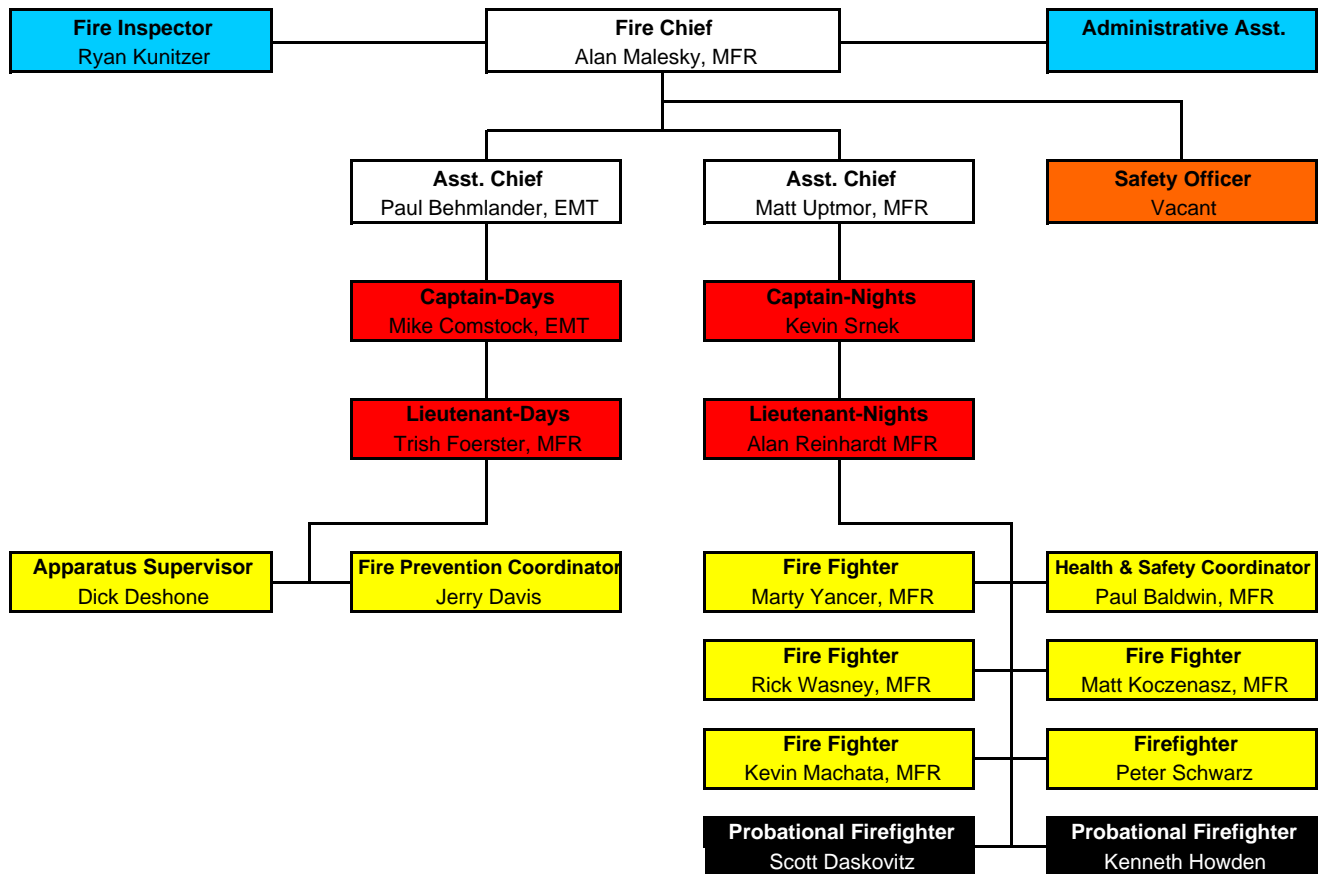 Fire Inspector
Ryan Kunitzer
Fire Chief
Alan Malesky, MFR
Administrative Asst.
Asst. Chief
Paul Behmlander, EMT
Asst. Chief
Matt Uptmor, MFR
Safety Officer
Vacant
Captain-Days
Mike Comstock, EMT
Captain-Nights
Kevin Srnek
Lieutenant-Days
Trish Foerster, MFR
Lieutenant-Nights
Alan Reinhardt MFR
Apparatus Supervisor
Dick Deshone
Fire Prevention Coordinator
Jerry Davis
Fire Fighter
Marty Yancer, MFR
Health & Safety Coordinator
Paul Baldwin, MFR
Fire Fighter
Rick Wasney, MFR
Fire Fighter
Matt Koczenasz, MFR
Fire Fighter
Kevin Machata, MFR
Firefighter
Peter Schwarz
Probational Firefighter
Scott Daskovitz
Probational Firefighter
Kenneth Howden